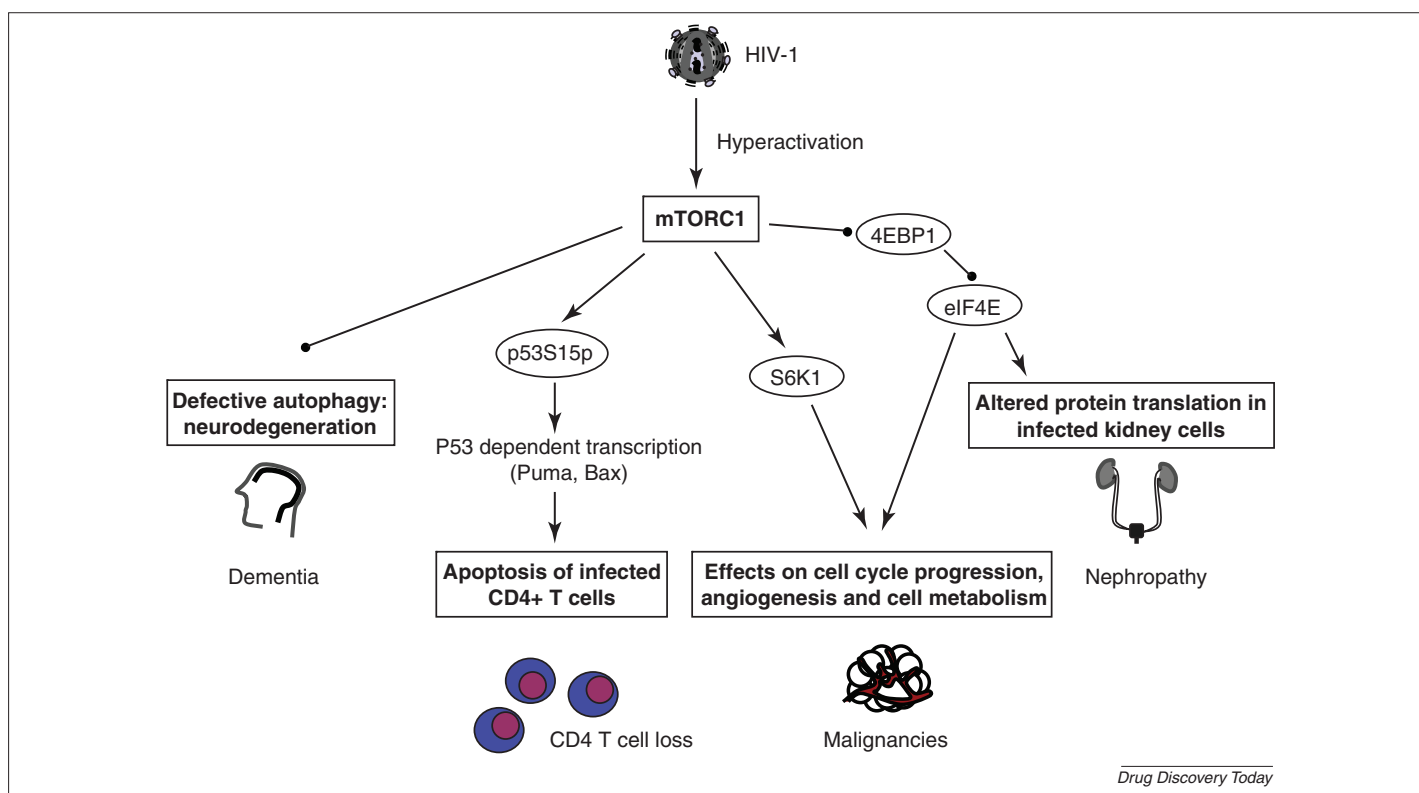 HIV-1
Hyperactivation
mTORC1
4EBP1
eIF4E
p53S15p
S6K1
Defective autophagy:
neurodegeneration
Altered protein translation in
infected kidney cells
P53 dependent transcription
(Puma, Bax)
Dementia
Apoptosis of infected
CD4+ T cells
Effects on cell cycle progression,
angiogenesis and cell metabolism
Nephropathy
CD4 T cell loss
Malignancies
Drug Discovery Today